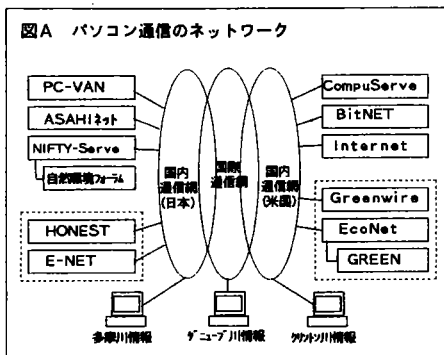 図A　パソコン通信のネットワーク
PC-VAN
ASAHIネット
NIFTY-Serve
自然環境フォーラム
HONEST
E-NET
国内
通信網
(日本)
国際
通信網
国内
通信網
(米国)
CompuServe
BitNET
Internet
Greenwire
EcoNet
GREEN
多摩川情報
ダニューブ川情報
クリントン川情報